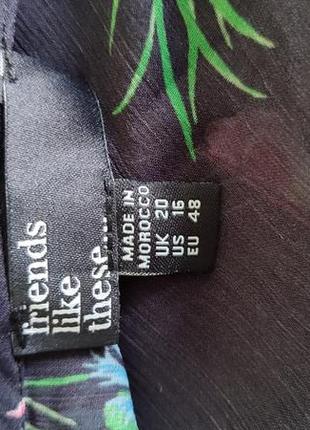 friends
like
these...
MADE IN
MOROCCO
UK 20
US 16
EU 48